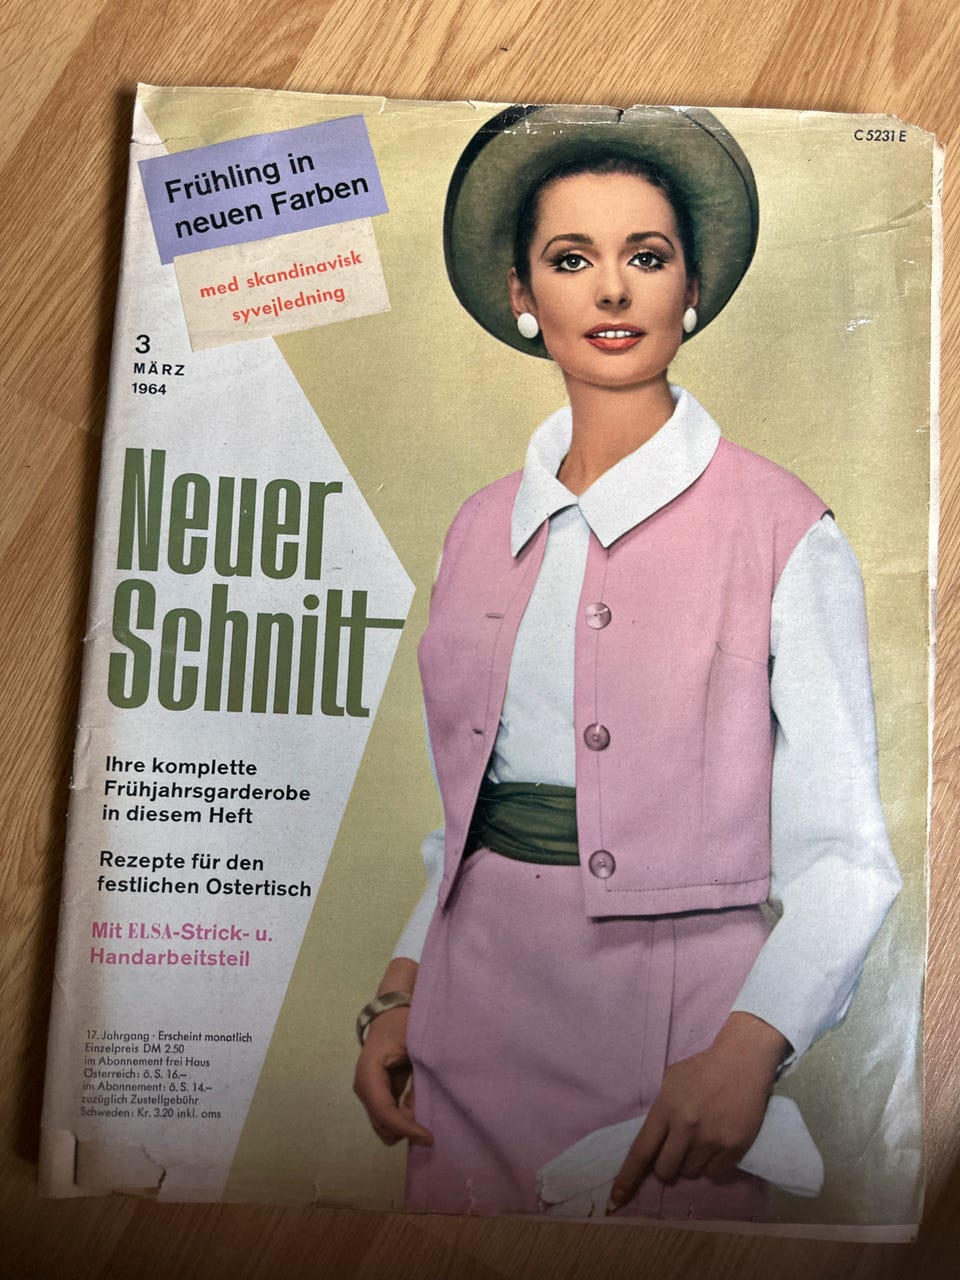 C 5231 E
Frühling in
neuen Farben
med skandinavisk
syvejledning
3
MÄRZ
1964
Neuer
Schnitt
Ihre komplette
Frühjahrsgarderobe
in diesem Heft
Rezepte für den
festlichen Ostertisch
Mit ELSA-Strick- u.
Handarbeitsteil
17. Jahrgang · Erscheint monatlich
Einzelpreis DM 2.50
im Abonnement frei Haus
Österreich: ö. S. 16.–
im Abonnement: ö. S. 14.–
zuzüglich Zustellgebühr
Schweden: Kr. 3.20 inkl. oms